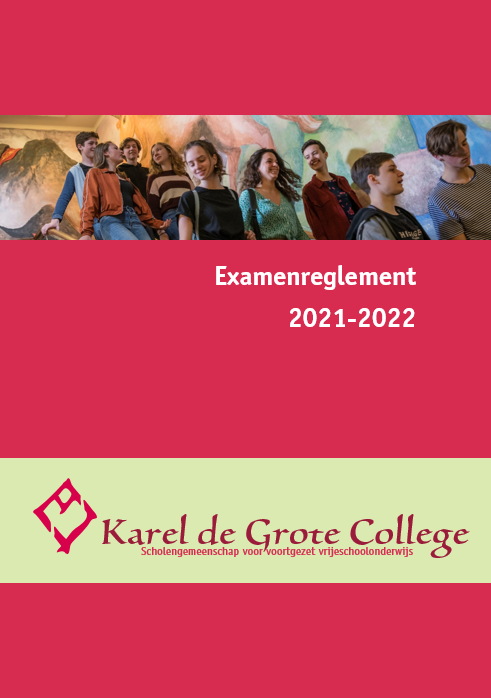 Examenreglement
2021-2022
Karel de Grote College
Scholengemeenschap voor voortgezet vrijeschoolonderwijs